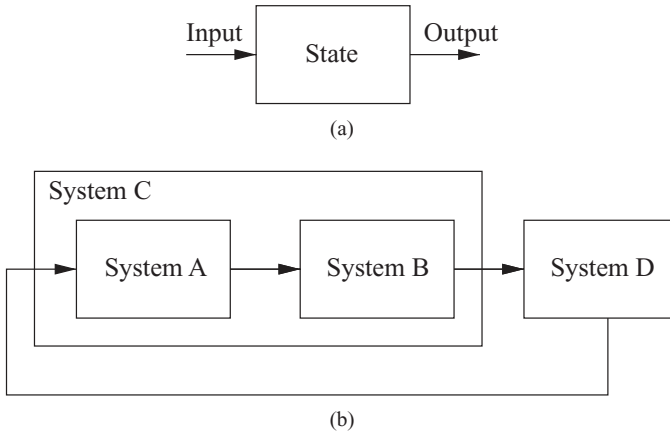 Input
State
Output
(a)
System C
System A
System B
System D
(b)